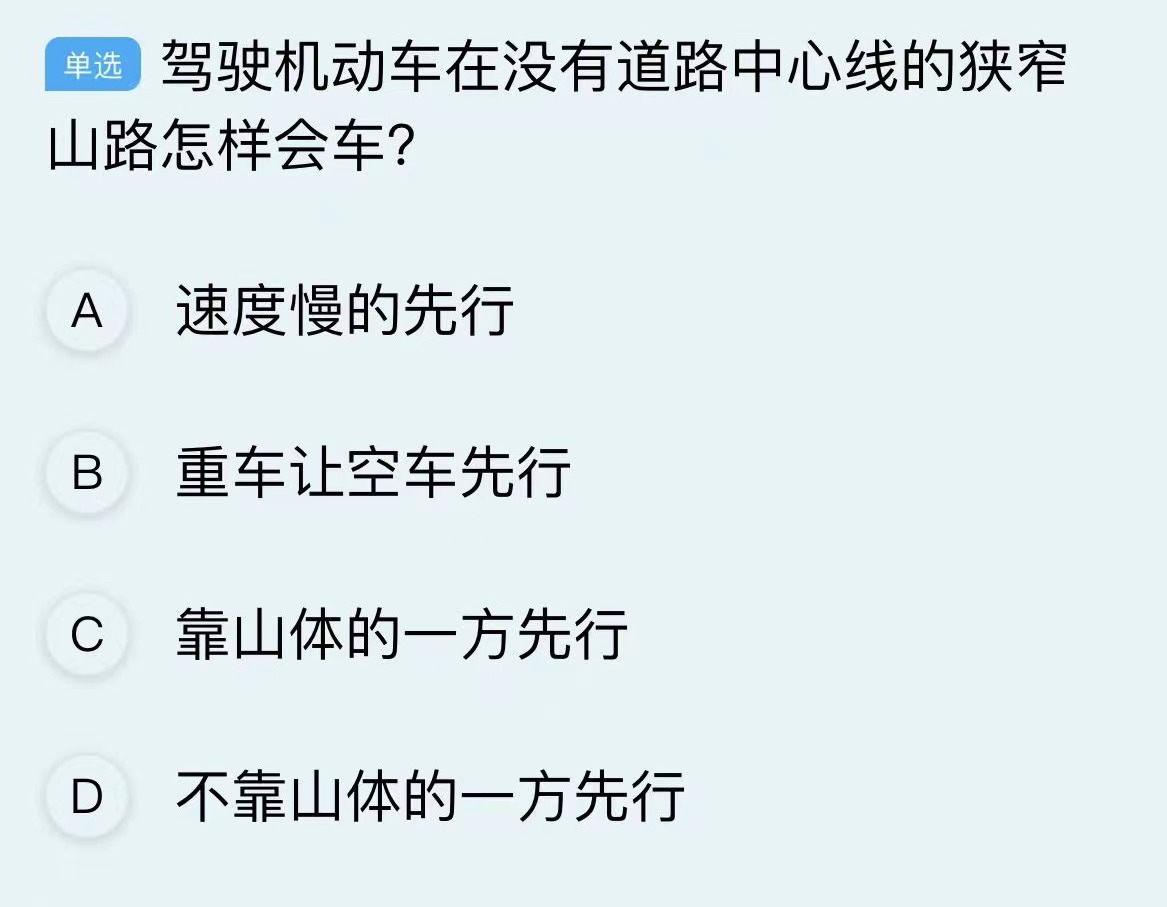 单选 驾驶机动车在没有道路中心线的狭窄
山路怎样会车?
A 速度慢的先行
B 重车让空车先行
C 靠山体的一方先行
D 不靠山体的一方先行